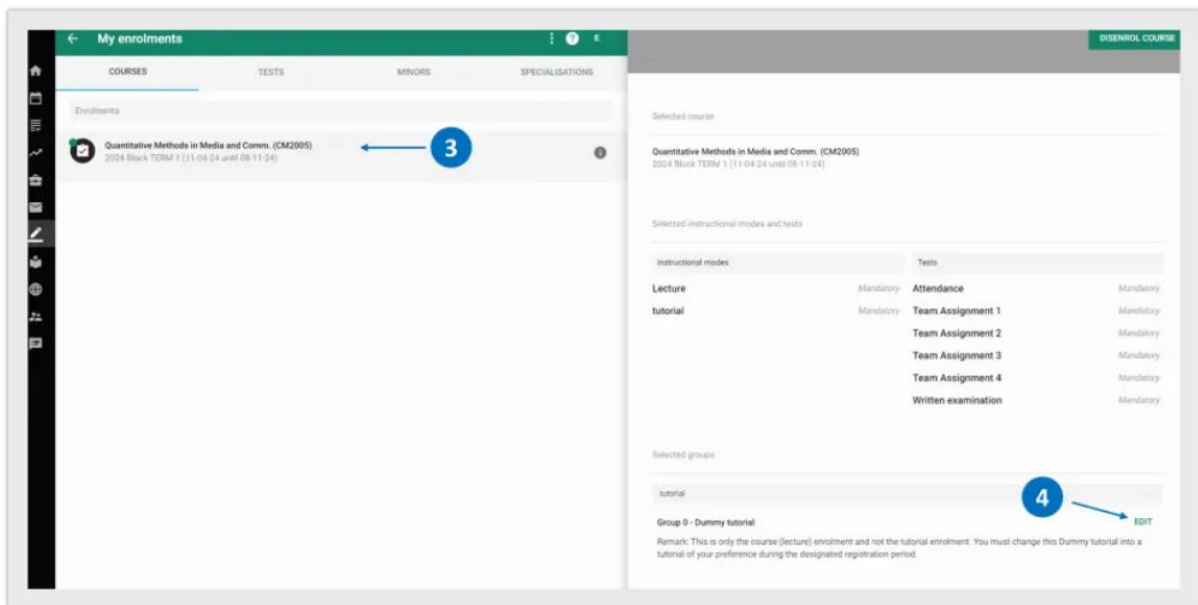 My enrolments
E
DISENROL COURSE
COURSES
TESTS
MINORS
SPECIALISATIONS
Enrolments
Quantitative Methods in Media and Comm. (CM2005)
2024 Block TERM 1 (11-04-24 until 08-11-24)
3
Selected course
Quantitative Methods in Media and Comm. (CM2005)
2024 Block TERM 1 (11-04-24 until 08-11-24)
Selected instructional modes and tests
Instructional modes
Tests
Lecture Mandatory
Attendance Mandatory
tutorial Mandatory
Team Assignment 1 Mandatory
Team Assignment 2 Mandatory
Team Assignment 3 Mandatory
Team Assignment 4 Mandatory
Written examination Mandatory
Selected groups
tutorial
4
Group 0 - Dummy tutorial
EDIT
Remark: This is only the course (lecture) enrolment and not the tutorial enrolment. You must change this Dummy tutorial into a
tutorial of your preference during the designated registration period.